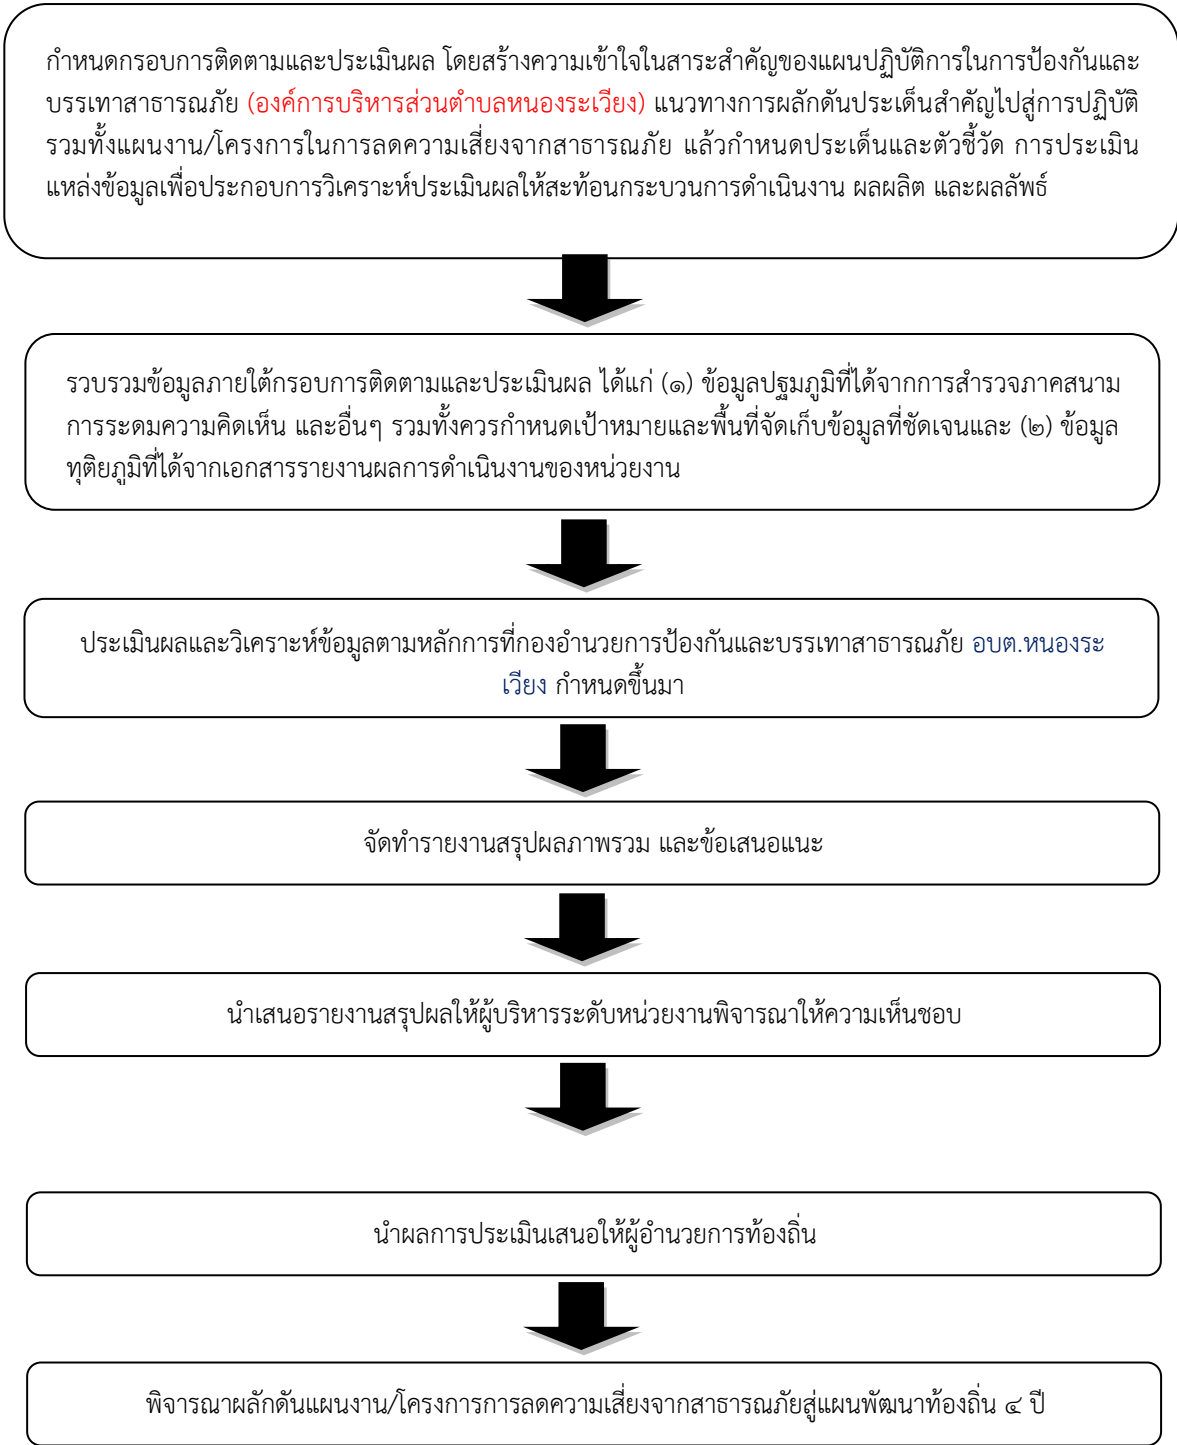 กำหนดกรอบการติดตามและประเมินผล โดยสร้างความเข้าใจในสาระสำคัญของแผนปฏิบัติการในการป้องกันและ
บรรเทาสาธารณภัย (องค์การบริหารส่วนตำบลหนองระเวียง) แนวทางการผลักดันประเด็นสำคัญไปสู่การปฏิบัติ
รวมทั้งแผนงาน/โครงการในการลดความเสี่ยงจากสาธารณภัย แล้วกำหนดประเด็นและตัวชี้วัด การประเมิน
แหล่งข้อมูลเพื่อประกอบการวิเคราะห์ประเมินผลให้สะท้อนกระบวนการดำเนินงาน ผลผลิต และผลลัพธ์
รวบรวมข้อมูลภายใต้กรอบการติดตามและประเมินผล ได้แก่ (๑) ข้อมูลปฐมภูมิที่ได้จากการสำรวจภาคสนาม
การระดมความคิดเห็น และอื่นๆ รวมทั้งควรกำหนดเป้าหมายและพื้นที่จัดเก็บข้อมูลที่ชัดเจนและ (๒) ข้อมูล
ทุติยภูมิที่ได้จากเอกสารรายงานผลการดำเนินงานของหน่วยงาน
ประเมินผลและวิเคราะห์ข้อมูลตามหลักการที่กองอำนวยการป้องกันและบรรเทาสาธารณภัย อบต.หนองระ
เวียง กำหนดขึ้นมา
จัดทำรายงานสรุปผลภาพรวม และข้อเสนอแนะ
นำเสนอรายงานสรุปผลให้ผู้บริหารระดับหน่วยงานพิจารณาให้ความเห็นชอบ
นำผลการประเมินเสนอให้ผู้อำนวยการท้องถิ่น
พิจารณาผลักดันแผนงาน/โครงการการลดความเสี่ยงจากสาธารณภัยสู่แผนพัฒนาท้องถิ่น ๔ ปี